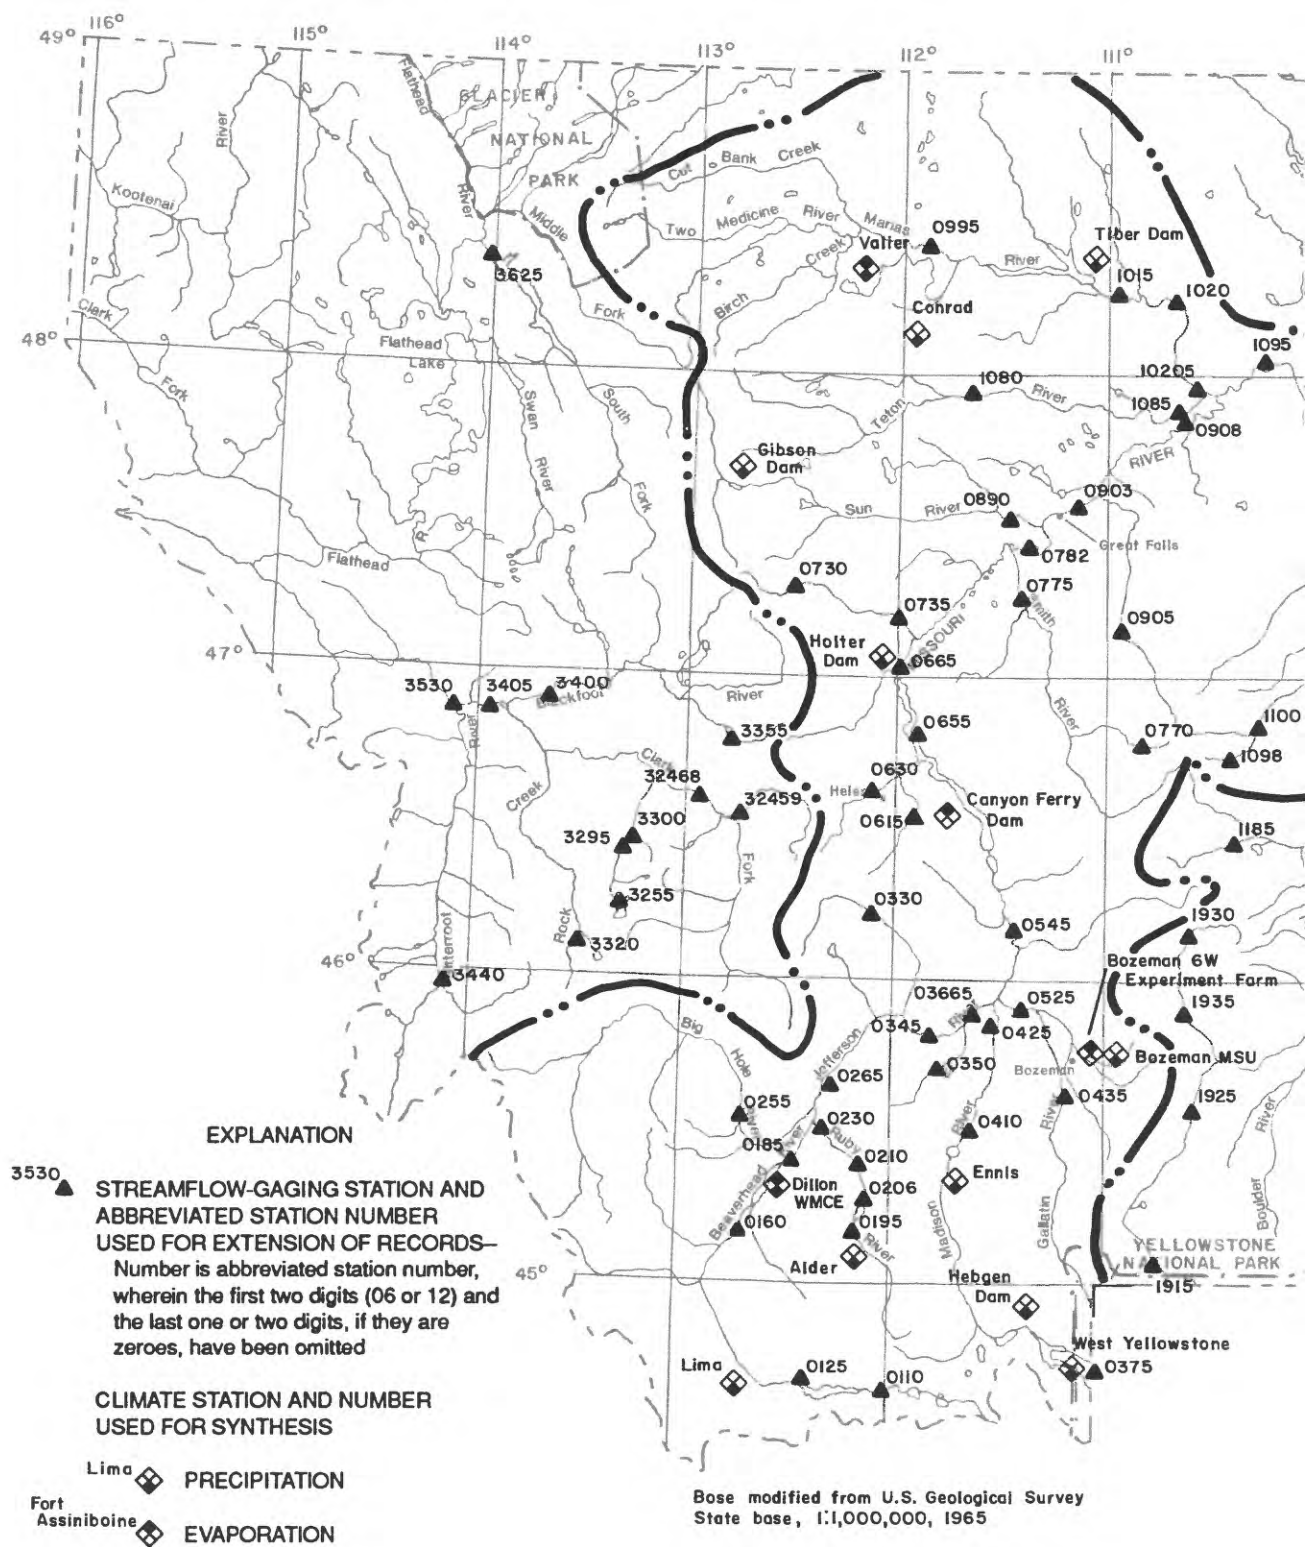 116°
115°
114°
113°
112°
111°
49°
Flathead
GLACIER
NATIONAL
PARK
River
River
Kootenai
Middle
Fork
Cut Bank Creek
Two Medicine River
Marias
River
Birch Creek
0995
Valier
Tiber Dam
1015
1020
3625
Conrad
Clark
Fork
48°
Flathead
Lake
1095
10205
1080
1085
0908
Teton River
Swan
River
South
Fork
Gibson
Dam
RIVER
0903
0890
Sun River
Great Falls
0782
R
Flathead
0730
0775
Smith
0735
0905
MISSOURI
Holter
Dam
0665
47°
3530
3405
3400
Blackfoot
River
River
River
3355
0655
0770
1100
1098
Clark
32468
0630
Creek
32459
Canyon Ferry
Dam
3300
0615
3295
1185
Fork
3255
0330
Rock
0545
1930
3320
Bitterroot
46°
3440
Bozeman 6W
Experiment Farm
03665
0525
1935
River
Big
Hole
0345
0425
Jefferson
0350
Bozeman
Bozeman MSU
0265
0255
0435
1925
River
0230
River
River
River
River
0410
EXPLANATION
0185
Ruby
0210
3530
STREAMFLOW-GAGING STATION AND
ABBREVIATED STATION NUMBER
USED FOR EXTENSION OF RECORDS—
Number is abbreviated station number,
wherein the first two digits (06 or 12) and
the last one or two digits, if they are
zeroes, have been omitted
Dillon
WMCE
Ennis
0206
Beaverhead
0160
0195
River
Madison
Gallatin
Boulder
Alder
YELLOWSTONE
NATIONAL PARK
45°
Hebgen
Dam
1915
West Yellowstone
Lima
0125
0110
0375
CLIMATE STATION AND NUMBER
USED FOR SYNTHESIS
Lima
PRECIPITATION
Fort
Assiniboine
EVAPORATION
Base modified from U.S. Geological Survey
State base, 1:1,000,000, 1965